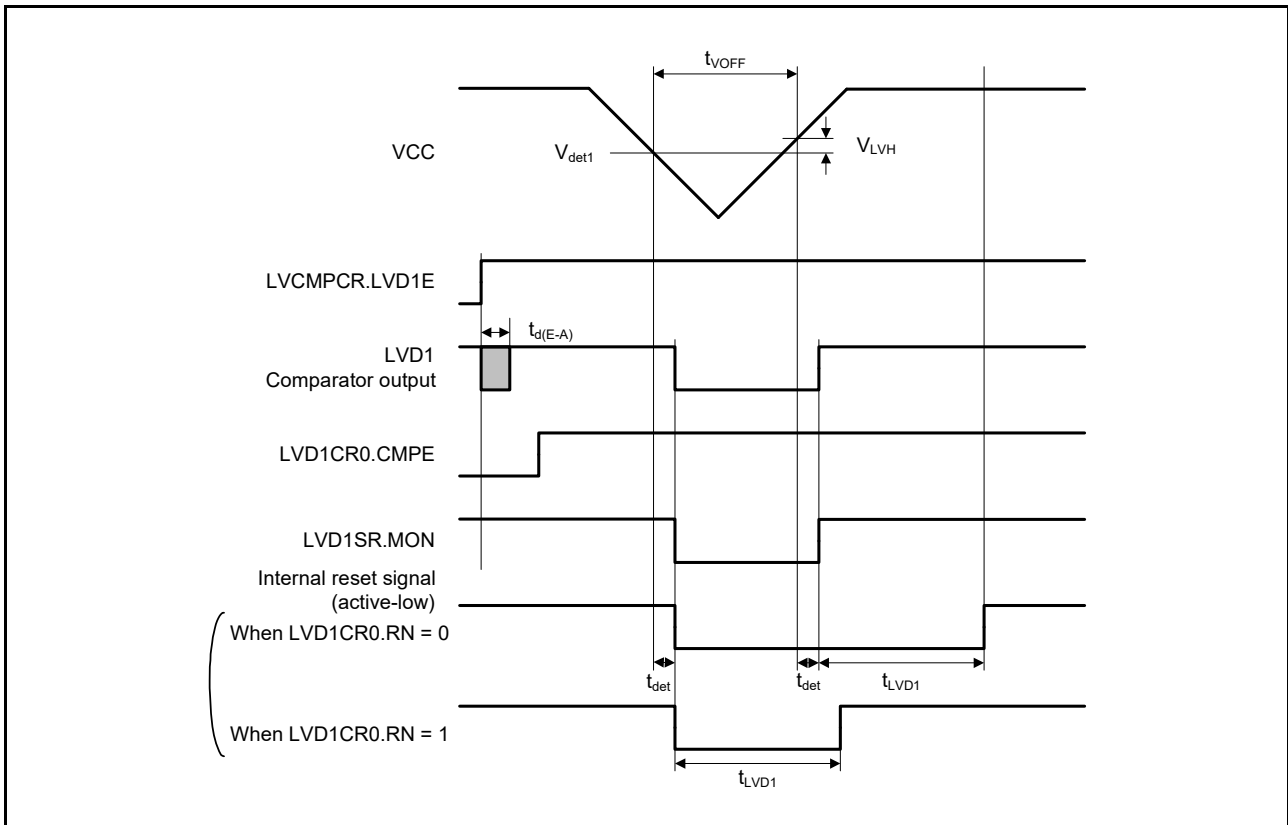 tVOFF
VCC
Vdet1
VLVH
LVCMPCR.LVD1E
td(E-A)
LVD1
Comparator output
LVD1CR0.CMPE
LVD1SR.MON
Internal reset signal
(active-low)
When LVD1CR0.RN = 0
tdet
tdet
tLVD1
When LVD1CR0.RN = 1
tLVD1